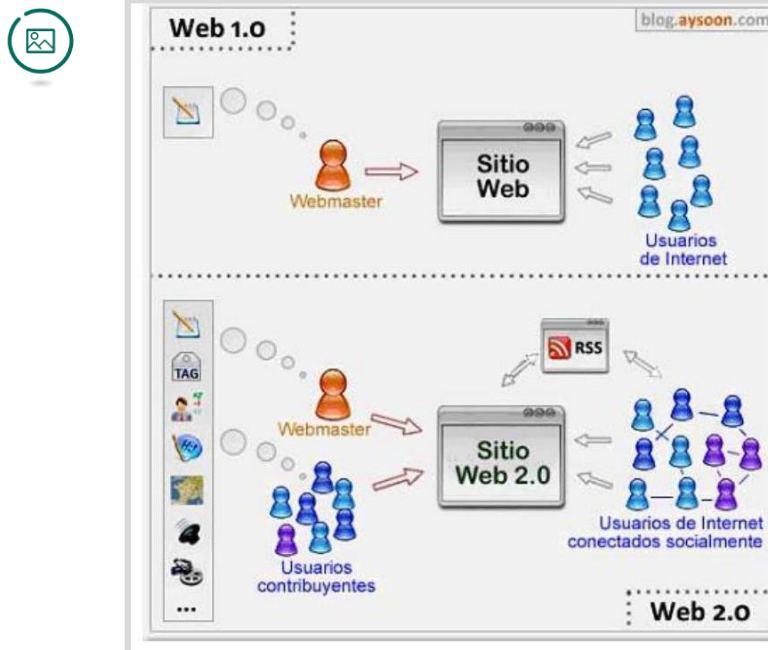 Web 1.0
blog.aysoon.com
Webmaster
Sitio
Web
Usuarios
de Internet
TAG
RSS
Webmaster
Sitio
Web 2.0
Usuarios de Internet
conectados socialmente
Usuarios
contribuyentes
...
Web 2.0